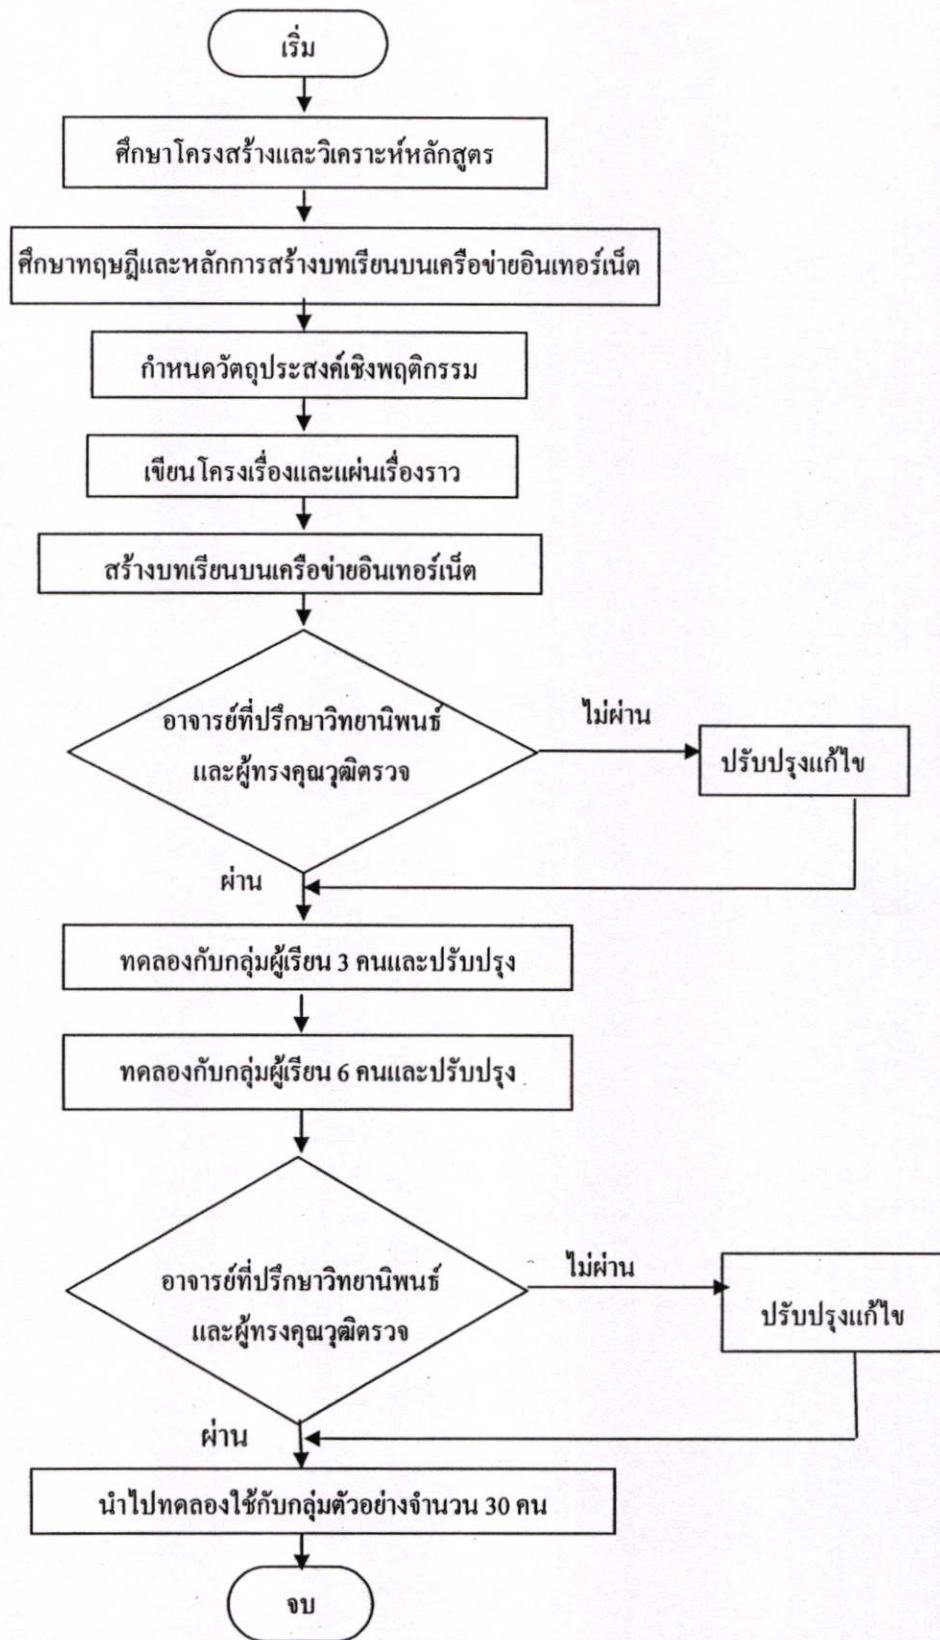 เริ่ม
ศึกษาโครงสร้างและวิเคราะห์หลักสูตร
ศึกษาทฤษฎีและหลักการสร้างบทเรียนบนเครือข่ายอินเทอร์เน็ต
กำหนดวัตถุประสงค์เชิงพฤติกรรม
เขียนโครงเรื่องและแผ่นเรื่องราว
สร้างบทเรียนบนเครือข่ายอินเทอร์เน็ต
อาจารย์ที่ปรึกษาวิทยานิพนธ์
และผู้ทรงคุณวุฒิตรวจ
ไม่ผ่าน
ปรับปรุงแก้ไข
ผ่าน
ทดลองกับกลุ่มผู้เรียน 3 คนและปรับปรุง
ทดลองกับกลุ่มผู้เรียน 6 คนและปรับปรุง
อาจารย์ที่ปรึกษาวิทยานิพนธ์
และผู้ทรงคุณวุฒิตรวจ
ไม่ผ่าน
ปรับปรุงแก้ไข
ผ่าน
นำไปทดลองใช้กับกลุ่มตัวอย่างจำนวน 30 คน
จบ